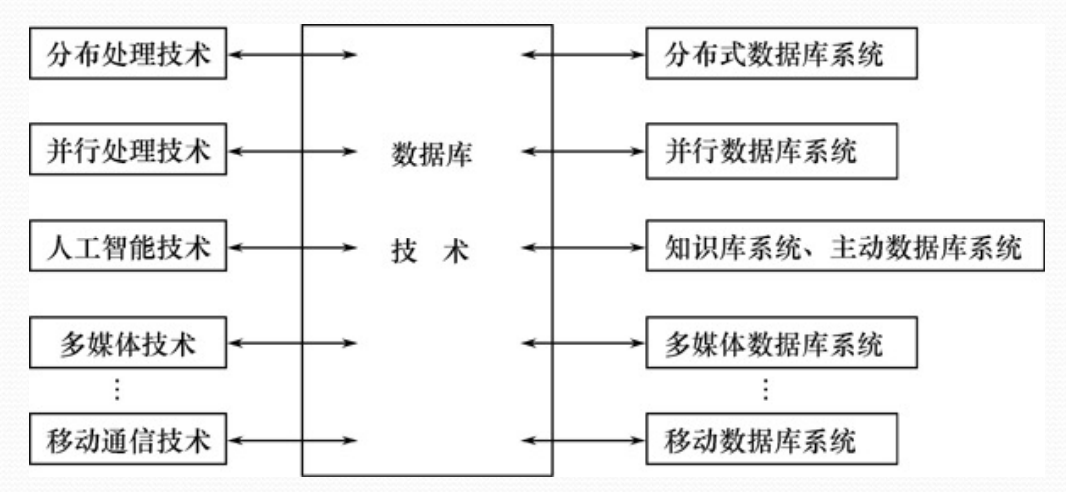 分布处理技术
分布式数据库系统
并行处理技术
数据库
并行数据库系统
人工智能技术
技 术
知识库系统、主动数据库系统
多媒体技术
多媒体数据库系统
⋮
⋮
移动通信技术
移动数据库系统